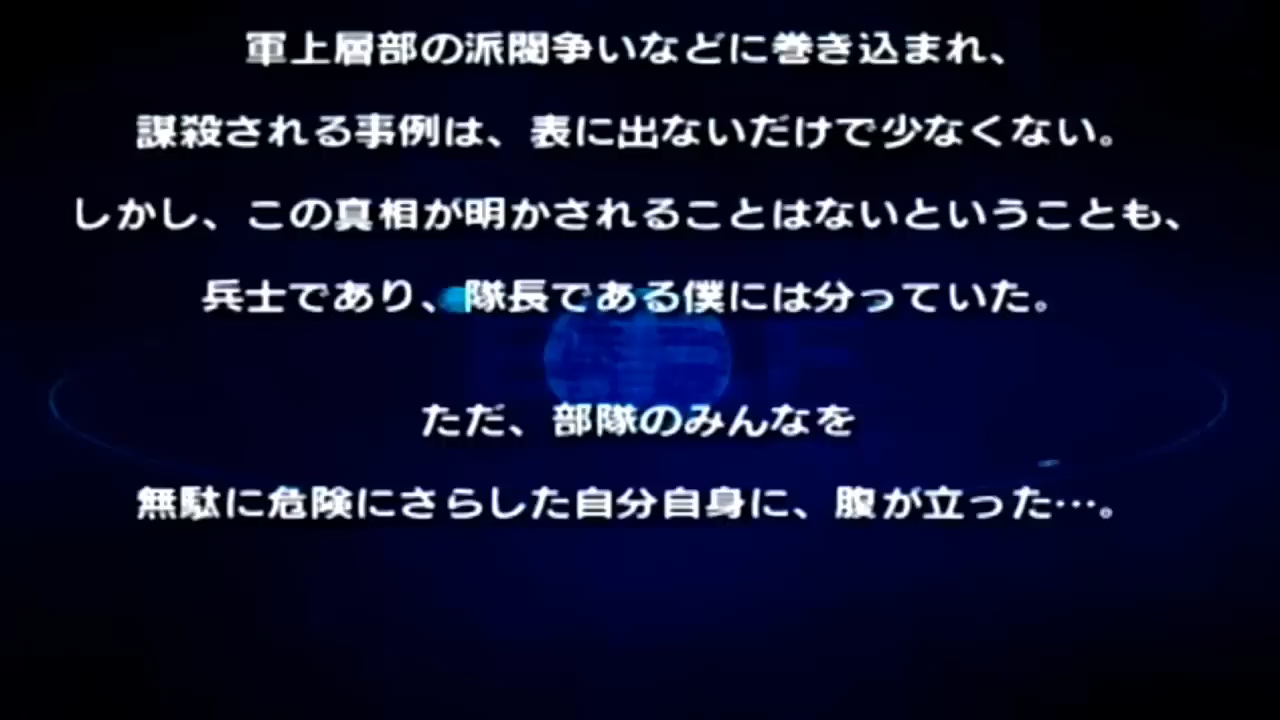 軍上層部の派閥争いなどに巻き込まれ、
謀殺される事例は、表に出ないだけで少なくない。
しかし、この真相が明かされることはないということも、
兵士であり、隊長である僕には分っていた。
ただ、部隊のみんなを
無駄に危険にさらした自分自身に、腹が立った…。